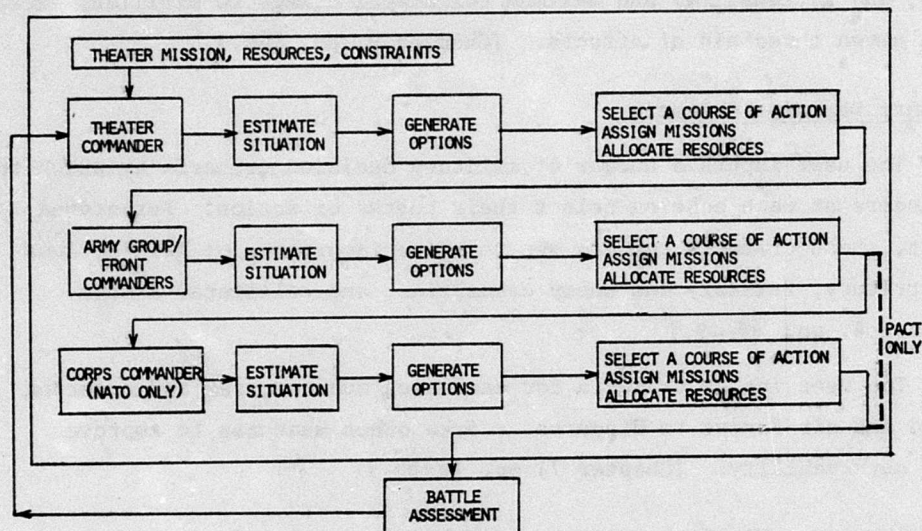 THEATER MISSION, RESOURCES, CONSTRAINTS
THEATER
COMMANDER
ESTIMATE
SITUATION
GENERATE
OPTIONS
SELECT A COURSE OF ACTION
ASSIGN MISSIONS
ALLOCATE RESOURCES
ARMY GROUP/
FRONT
COMMANDERS
ESTIMATE
SITUATION
GENERATE
OPTIONS
SELECT A COURSE OF ACTION
ASSIGN MISSIONS
ALLOCATE RESOURCES
PACT
ONLY
CORPS COMMANDER
(NATO ONLY)
ESTIMATE
SITUATION
GENERATE
OPTIONS
SELECT A COURSE OF ACTION
ASSIGN MISSIONS
ALLOCATE RESOURCES
BATTLE
ASSESSMENT